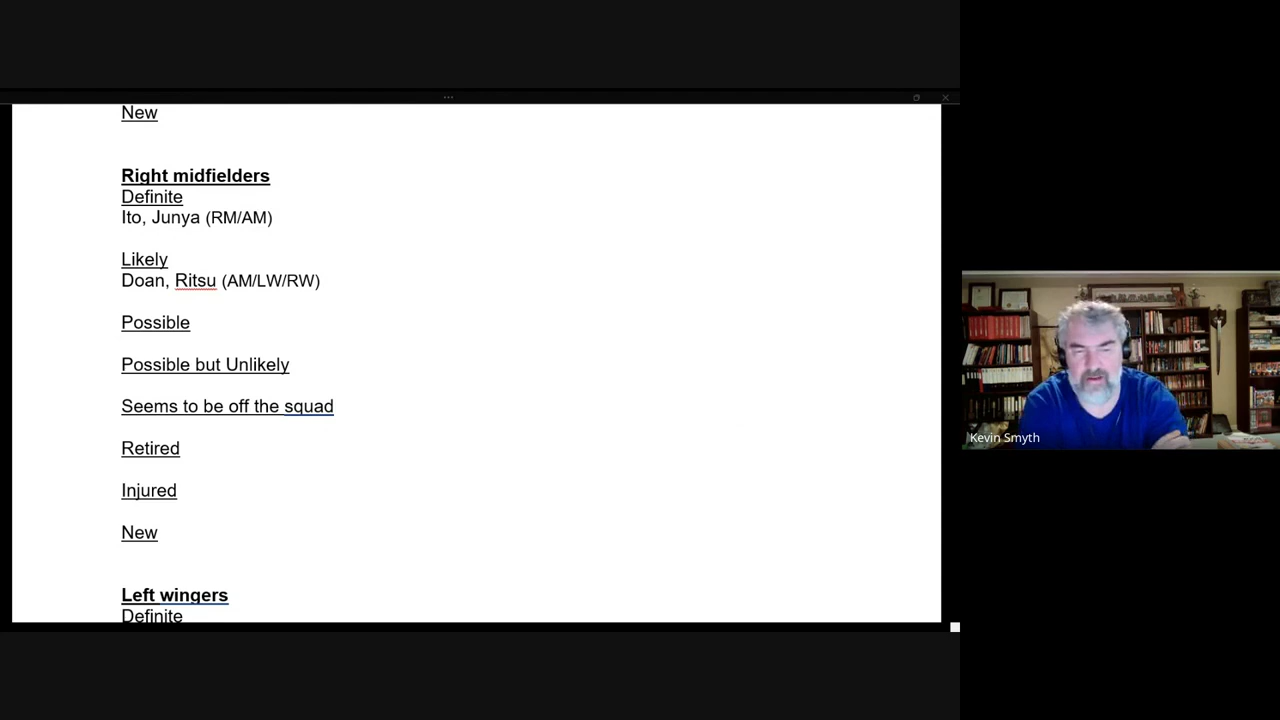 New
Right midfielders
Definite
Ito, Junya (RM/AM)
Likely
Doan, Ritsu (AM/LW/RW)
Possible
Possible but Unlikely
Seems to be off the squad
Retired
Injured
New
Left wingers
Definite
Kevin Smyth